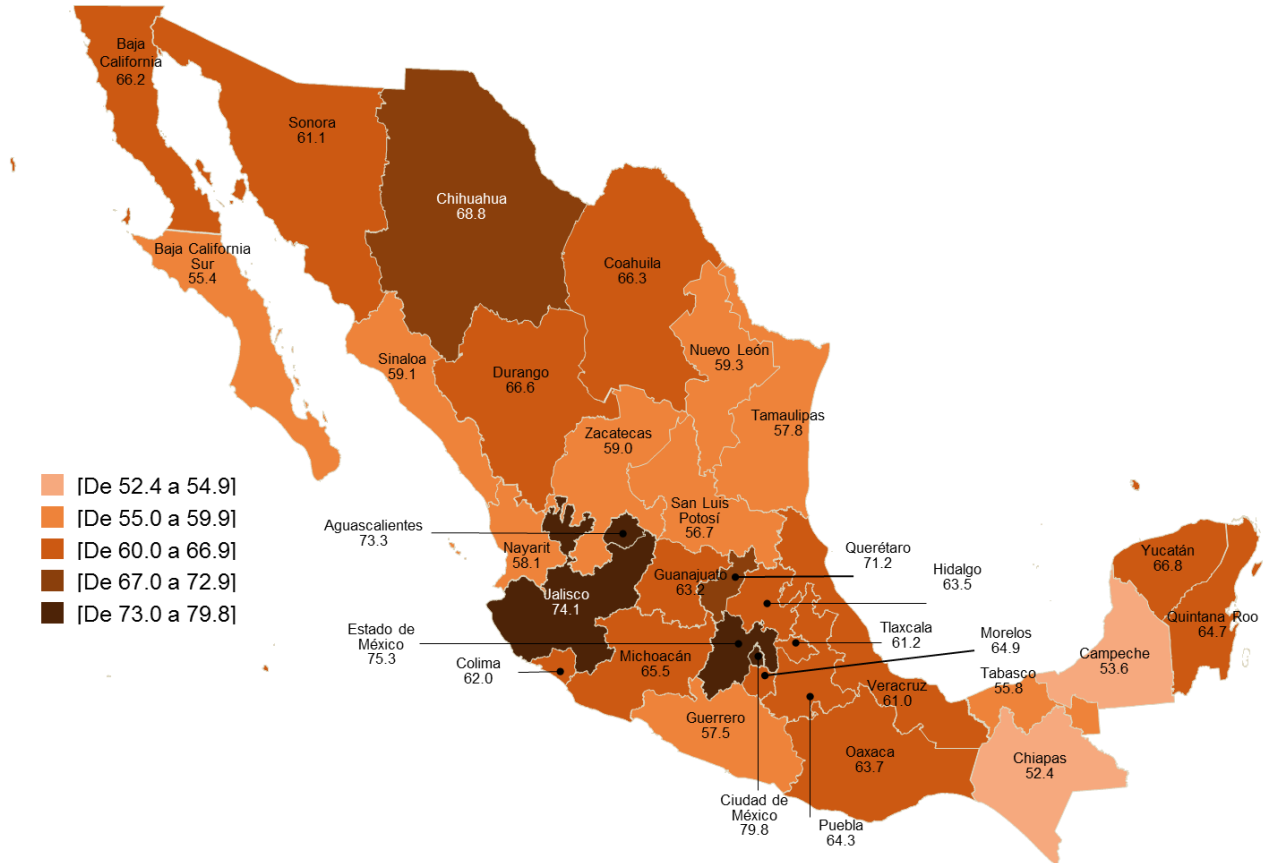 Baja
California
66.2
Sonora
61.1
Chihuahua
68.8
Baja California
Sur
55.4
Coahuila
66.3
Nuevo León
59.3
Sinaloa
59.1
Durango
66.6
Tamaulipas
57.8
Zacatecas
59.0
[De 52.4 a 54.9]
[De 55.0 a 59.9]
[De 60.0 a 66.9]
[De 67.0 a 72.9]
[De 73.0 a 79.8]
San Luis
Potosí
56.7
Aguascalientes
73.3
Nayarit
58.1
Guanajuato
63.2
Querétaro
71.2
Hidalgo
63.5
Yucatán
66.8
Jalisco
74.1
Quintana Roo
64.7
Estado de
México
75.3
Tlaxcala
61.2
Morelos
64.9
Colima
62.0
Michoacán
65.5
Campeche
53.6
Tabasco
55.8
Veracruz
61.0
Guerrero
57.5
Oaxaca
63.7
Chiapas
52.4
Ciudad de
México
79.8
Puebla
64.3